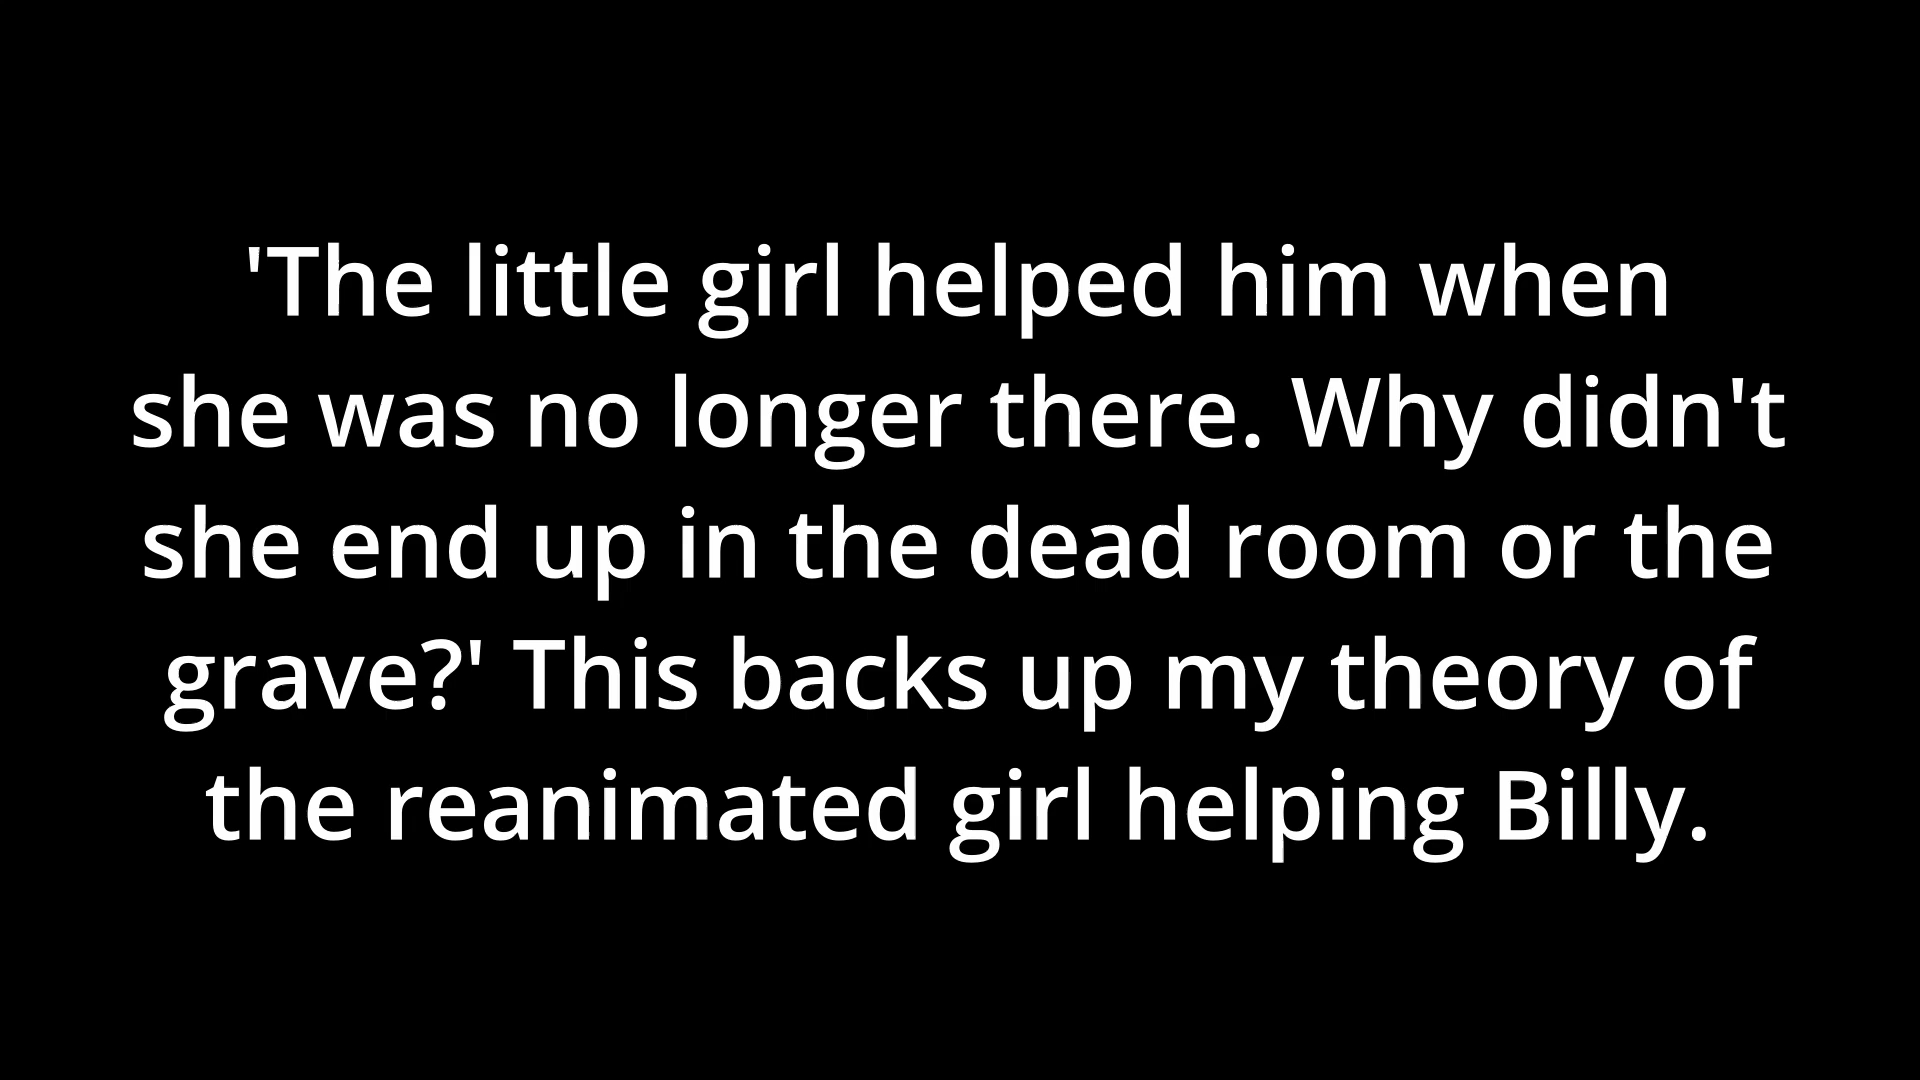 'The little girl helped him when
she was no longer there. Why didn't
she end up in the dead room or the
grave?' This backs up my theory of
the reanimated girl helping Billy.